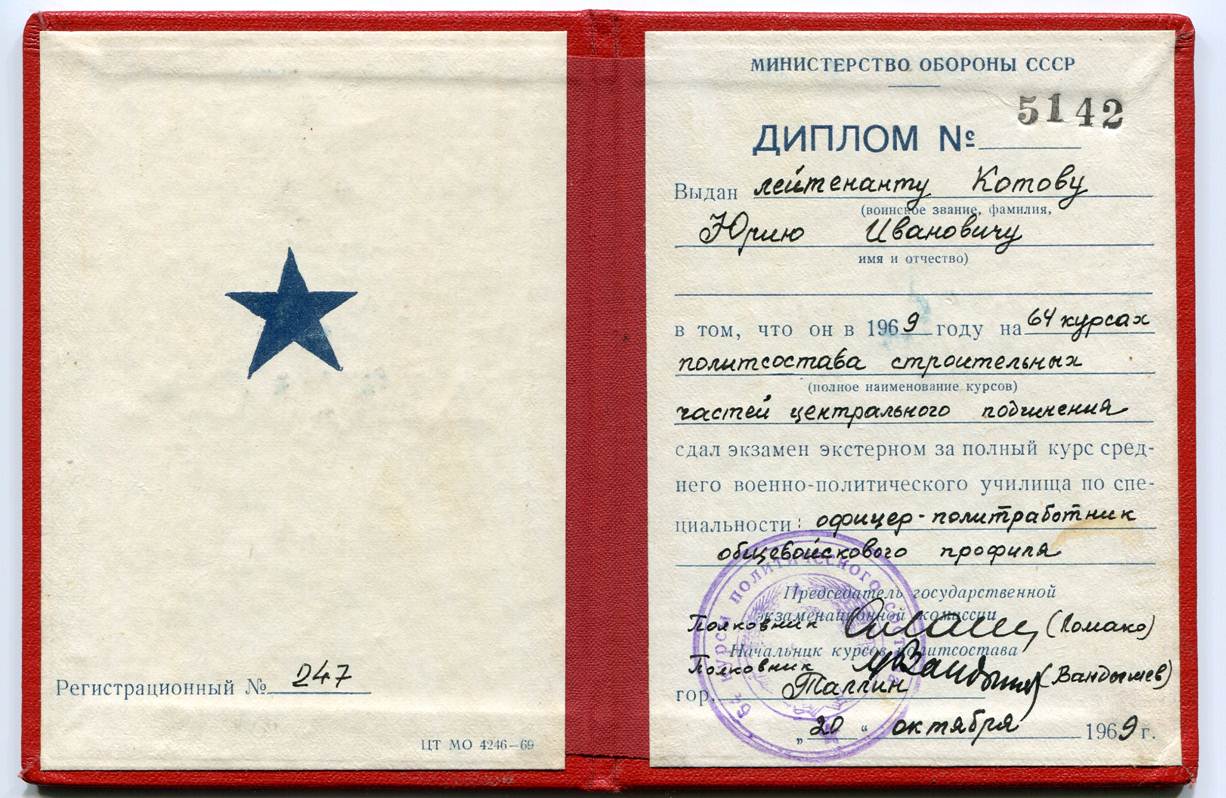 Регистрационный № 247
ЦТ МО 4246—69
МИНИСТЕРСТВО ОБОРОНЫ СССР
5142
ДИПЛОМ №
Выдан лейтенанту Котову
(воинское звание, фамилия,
Юрию Ивановичу
имя и отчество)
в том, что он в 1969 году на 64 курсах
политсостава строительных
(полное наименование курсов)
частей центрального подчинения
сдал экзамен экстерном за полный курс сред-
него военно-политического училища по спе-
циальности: офицер-политработник
общевойскового профиля
Председатель государственной
экзаменационной комиссии
Полковник (Ломако)
Начальник курсов политсостава
Полковник (Вандышев)
гор. Таллин
„20“ октября 1969 г.
курсы политического состава